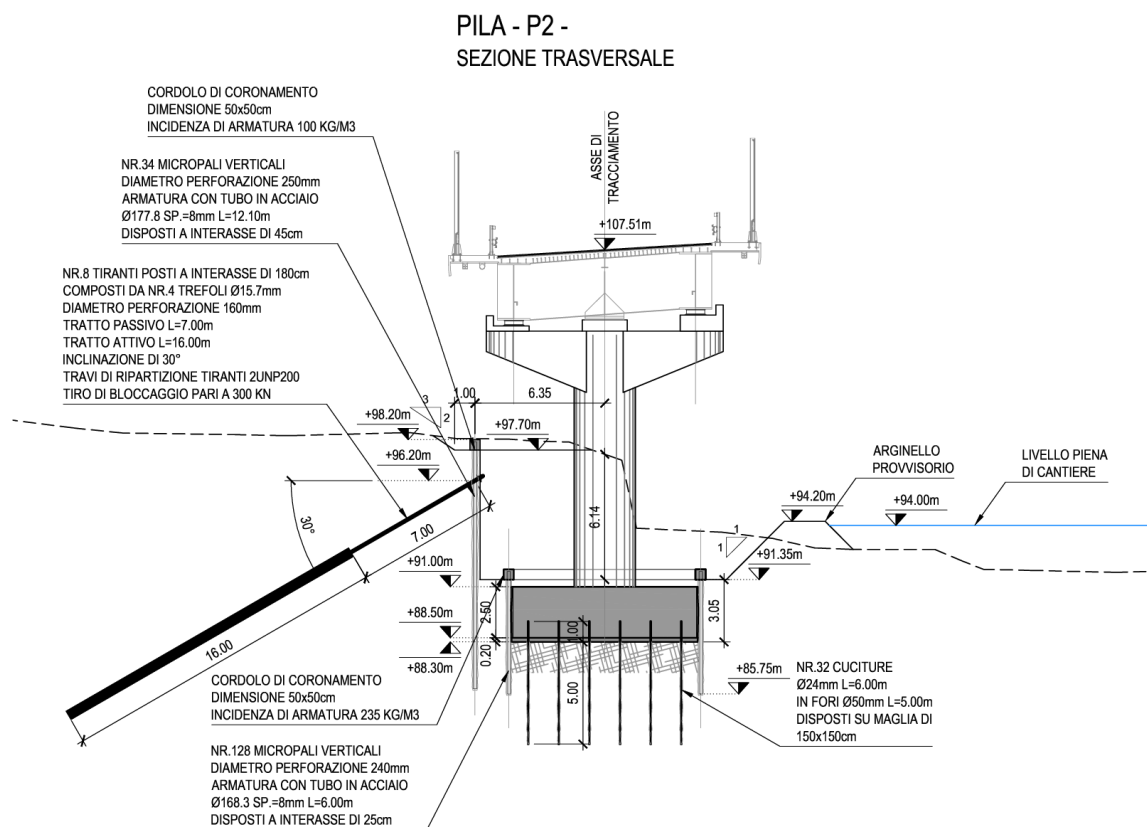 PILA - P2 -
SEZIONE TRASVERSALE
CORDOLO DI CORONAMENTO
DIMENSIONE 50x50cm
INCIDENZA DI ARMATURA 100 KG/M3
NR.34 MICROPALI VERTICALI
DIAMETRO PERFORAZIONE 250mm
ARMATURA CON TUBO IN ACCIAIO
Ø177.8 SP.=8mm L=12.10m
DISPOSTI A INTERASSE DI 45cm
NR.8 TIRANTI POSTI A INTERASSE DI 180cm
COMPOSTI DA NR.4 TREFOLI Ø15.7mm
DIAMETRO PERFORAZIONE 160mm
TRATTO PASSIVO L=7.00m
TRATTO ATTIVO L=16.00m
INCLINAZIONE DI 30°
TRAVI DI RIPARTIZIONE TIRANTI 2UNP200
TIRO DI BLOCCAGGIO PARI A 300 KN
ASSE DI
TRACCIAMENTO
+107.51m
1.00
6.35
3
2
+98.20m
+97.70m
+96.20m
30°
7.00
16.00
6.14
ARGINELLO
PROVVISORIO
LIVELLO PIENA
DI CANTIERE
+94.20m
+94.00m
1
1
+91.35m
+91.00m
2.50
3.05
+88.50m
1.00
0.20
+88.30m
5.00
+85.75m
CORDOLO DI CORONAMENTO
DIMENSIONE 50x50cm
INCIDENZA DI ARMATURA 235 KG/M3
NR.32 CUCITURE
Ø24mm L=6.00m
IN FORI Ø50mm L=5.00m
DISPOSTI SU MAGLIA DI
150x150cm
NR.128 MICROPALI VERTICALI
DIAMETRO PERFORAZIONE 240mm
ARMATURA CON TUBO IN ACCIAIO
Ø168.3 SP.=8mm L=6.00m
DISPOSTI A INTERASSE DI 25cm